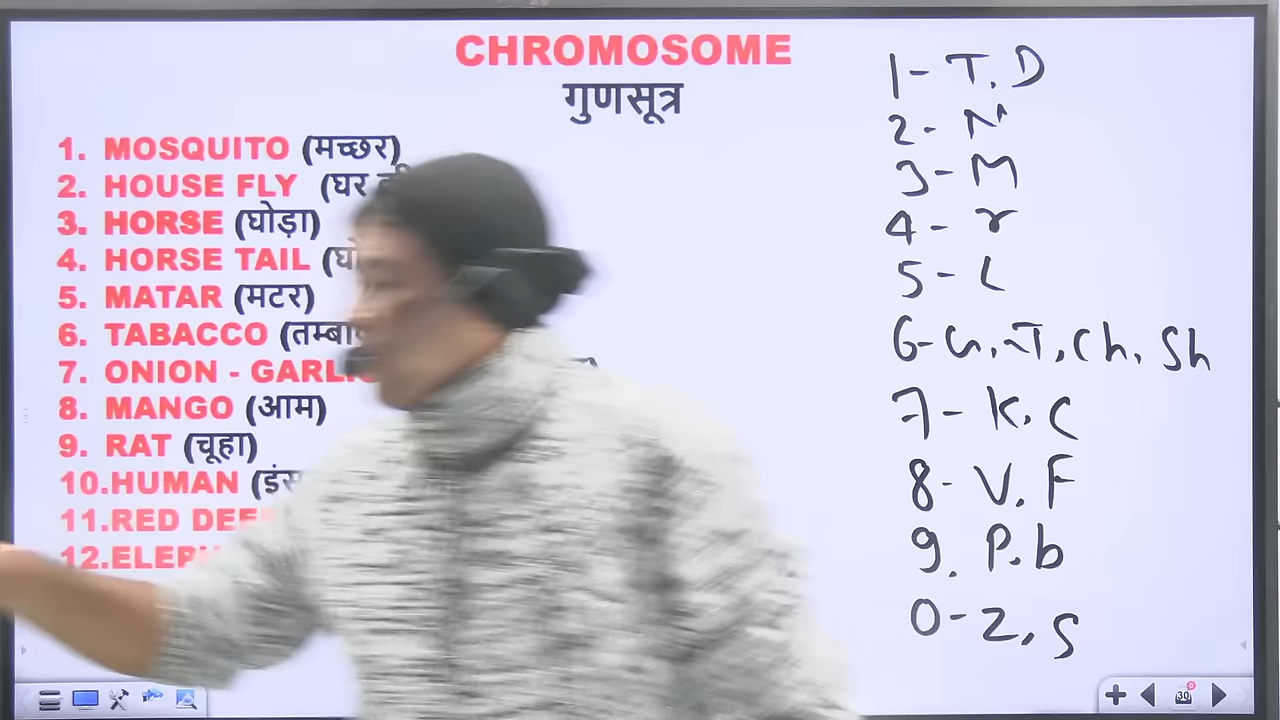 CHROMOSOME
गुणसूत्र
1. MOSQUITO (मच्छर)
2. HOUSE FLY (घर
3. HORSE (घोड़ा)
4. HORSE TAIL
5. MATAR (मटर)
6. TABACCO
7. ONION -
8. MANGO (आम)
9. RAT (चूहा)
10.HUMAN
11.RED
12.
1- T. D
2- N
3- M
4- r
5- L
6- G. J, Ch, Sh
7- K. C
8- V. F
9. P. b
0- Z, S
30